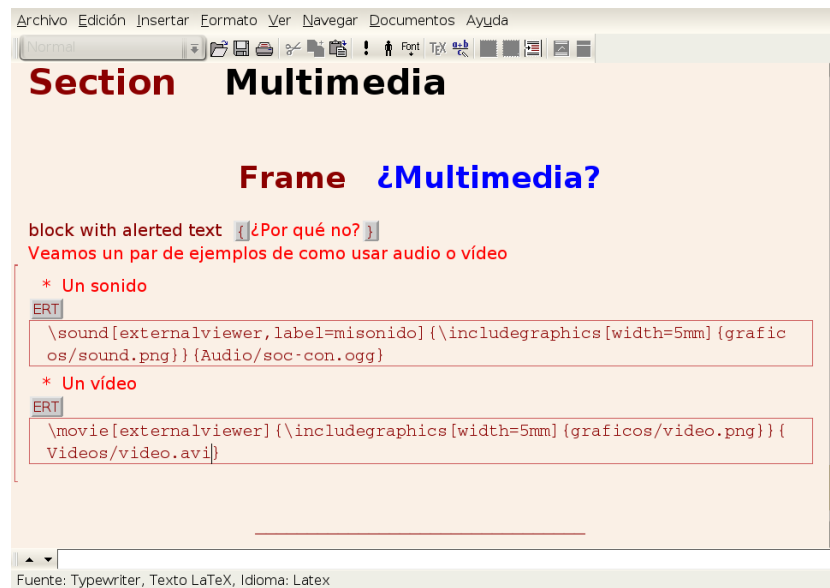 Archivo Edición Insertar Formato Ver Navegar Documentos Ayuda
Normal Font TEX
Section Multimedia
Frame ¿Multimedia?
block with alerted text {¿Por qué no?}
Veamos un par de ejemplos de como usar audio o vídeo
* Un sonido
ERT
\sound[externalviewer,label=misonido]{\includegraphics[width=5mm]{grafic
os/sound.png}}{Audio/soc-con.ogg}
* Un vídeo
ERT
\movie[externalviewer]{\includegraphics[width=5mm]{graficos/video.png}}{
Videos/video.avi}
Fuente: Typewriter, Texto LaTeX, Idioma: Latex